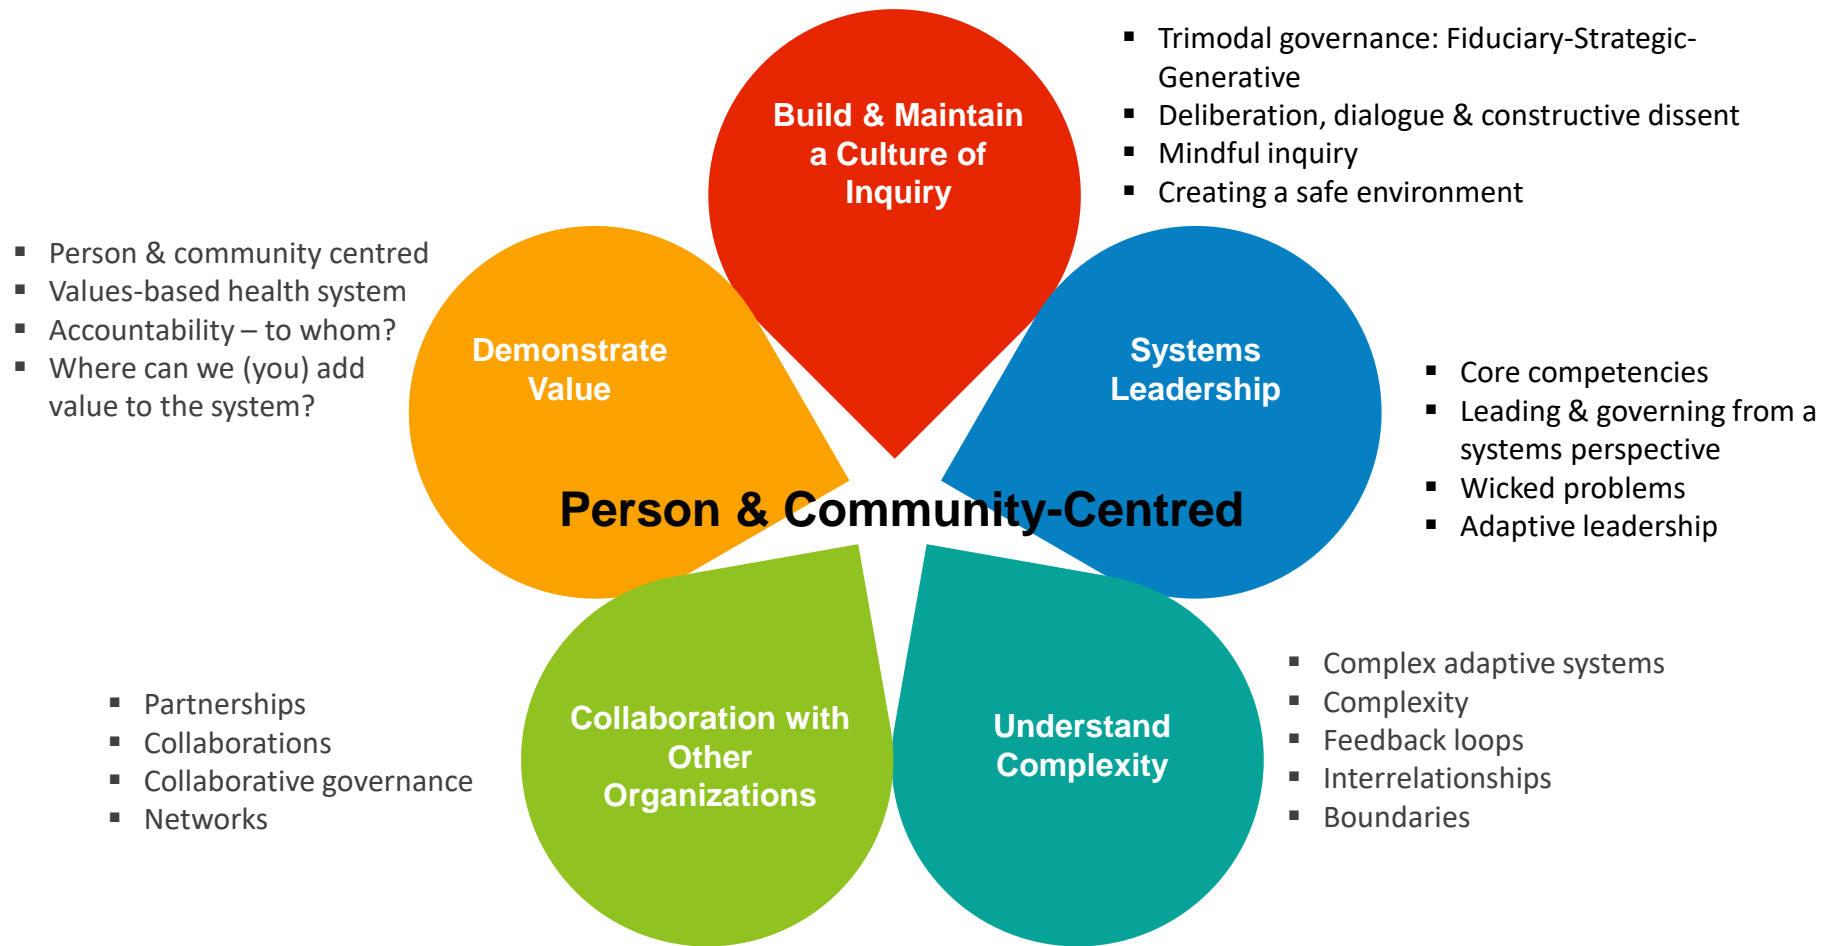 Build & Maintain
a Culture of
Inquiry
▪ Trimodal governance: Fiduciary-Strategic-
Generative
▪ Deliberation, dialogue & constructive dissent
▪ Mindful inquiry
▪ Creating a safe environment
▪ Person & community centred
▪ Values-based health system
▪ Accountability – to whom?
▪ Where can we (you) add
value to the system?
Demonstrate
Value
Systems
Leadership
▪ Core competencies
▪ Leading & governing from a
systems perspective
▪ Wicked problems
▪ Adaptive leadership
Person & Community-Centred
▪ Partnerships
▪ Collaborations
▪ Collaborative governance
▪ Networks
Collaboration with
Other
Organizations
Understand
Complexity
▪ Complex adaptive systems
▪ Complexity
▪ Feedback loops
▪ Interrelationships
▪ Boundaries